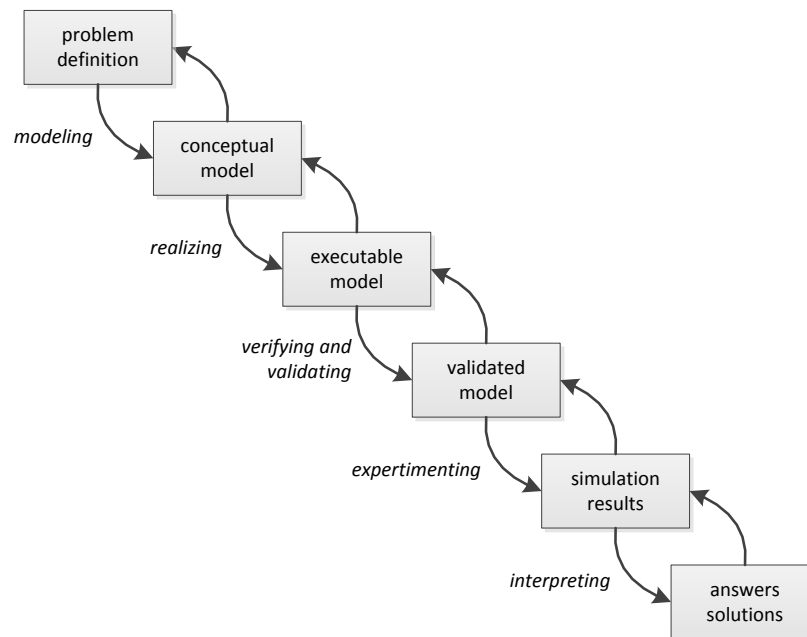 problem
definition
modeling
conceptual
model
realizing
executable
model
verifying and
validating
validated
model
expertimenting
simulation
results
interpreting
answers
solutions